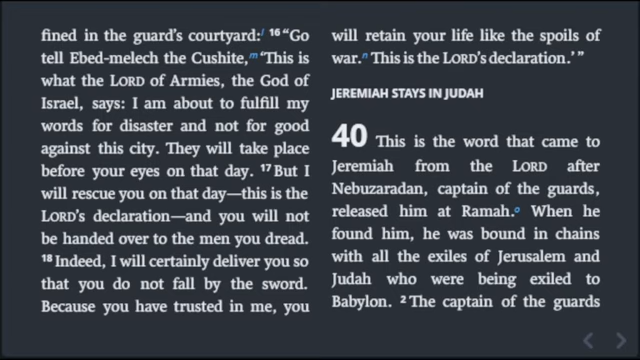 fined in the guard's courtyard:l 16 “Go
tell Ebed-melech the Cushite,m ‘This is
what the LORD of Armies, the God of
Israel, says: I am about to fulfill my
words for disaster and not for good
against this city. They will take place
before your eyes on that day. 17 But I
will rescue you on that day—this is the
LORD's declaration—and you will not
be handed over to the men you dread.
18 Indeed, I will certainly deliver you so
that you do not fall by the sword.
Because you have trusted in me, you
will retain your life like the spoils of
war.n This is the LORD's declaration.’ ”
JEREMIAH STAYS IN JUDAH
40 This is the word that came to
Jeremiah from the LORD after
Nebuzaradan, captain of the guards,
released him at Ramah.o When he
found him, he was bound in chains
with all the exiles of Jerusalem and
Judah who were being exiled to
Babylon. 2 The captain of the guards